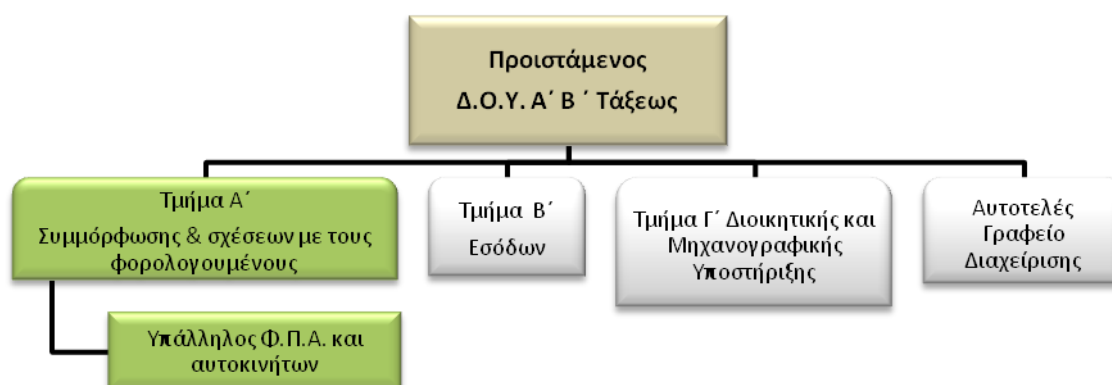 Προιστάμενος
Δ.Ο.Υ. Α΄ Β ΄ Τάξεως
Τμήμα Α΄
Συμμόρφωσης & σχέσεων με τους
φορολογουμένους
Τμήμα Β΄
Εσόδων
Τμήμα Γ΄ Διοικητικής και
Μηχανογραφικής
Υποστήριξης
Αυτοτελές
Γραφείο
Διαχείρισης
Υπάλληλος Φ.Π.Α. και
αυτοκινήτων